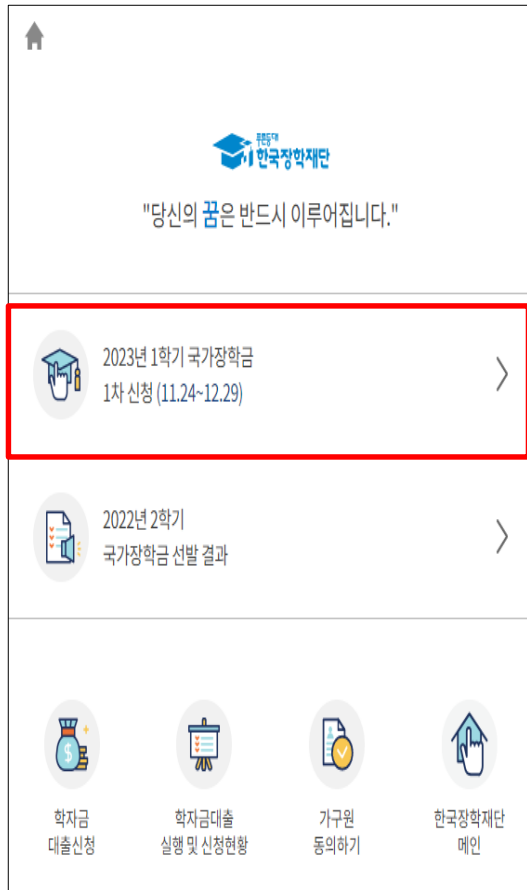 푸른등대
한국장학재단
"당신의 꿈은 반드시 이루어집니다."
2023년 1학기 국가장학금
1차 신청 (11.24~12.29)
2022년 2학기
국가장학금 선발 결과
학자금
대출신청
학자금대출
실행 및 신청현황
가구원
동의하기
한국장학재단
메인